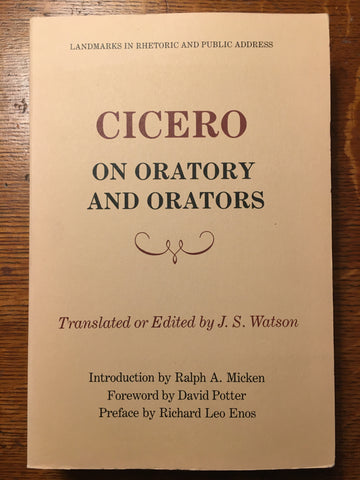 LANDMARKS IN RHETORIC AND PUBLIC ADDRESS
CICERO
ON ORATORY
AND ORATORS
Translated or Edited by J. S. Watson
Introduction by Ralph A. Micken
Foreword by David Potter
Preface by Richard Leo Enos